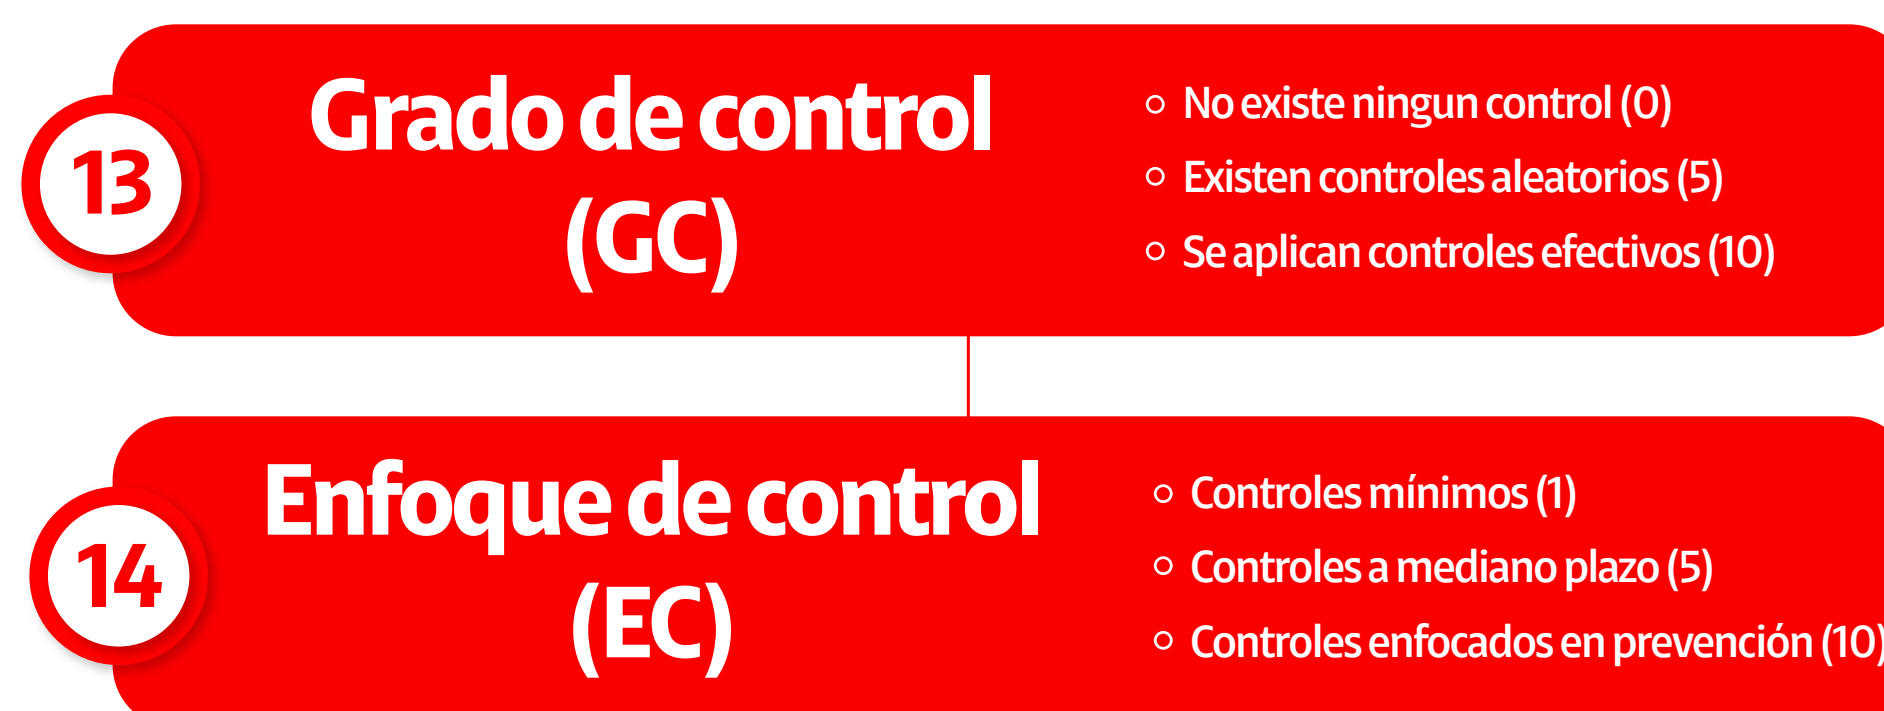 13
Grado de control
(GC)
No existe ningun control (0)
Existen controles aleatorios (5)
Se aplican controles efectivos (10)
14
Enfoque de control
(EC)
Controles mínimos (1)
Controles a mediano plazo (5)
Controles enfocados en prevención (10)